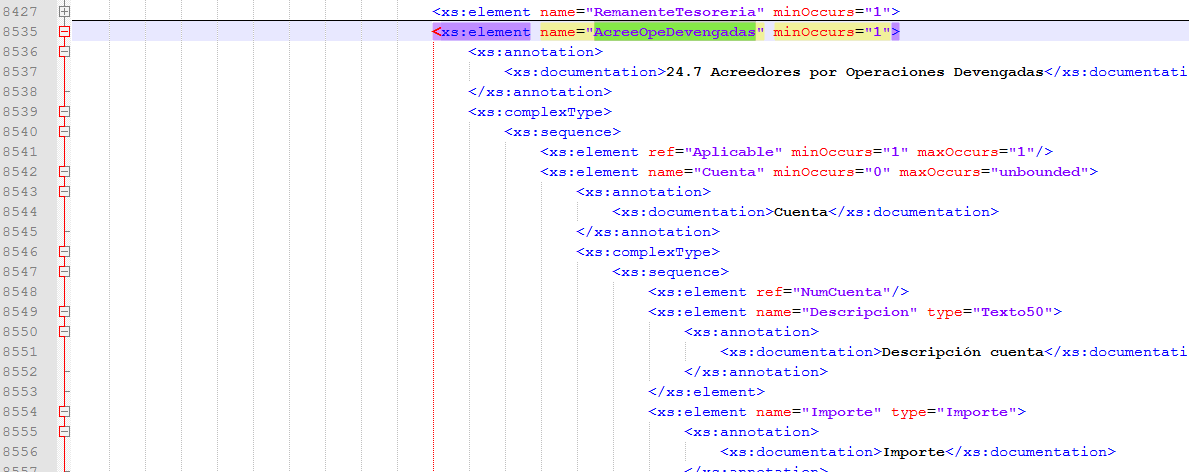 8427 <xs:element name="RemanenteTesoreria" minOccurs="1">
8535 <xs:element name="AcreeOpeDevengadas" minOccurs="1">
8536 <xs:annotation>
8537 <xs:documentation>24.7 Acreedores por Operaciones Devengadas</xs:documentati
8538 </xs:annotation>
8539 <xs:complexType>
8540 <xs:sequence>
8541 <xs:element ref="Aplicable" minOccurs="1" maxOccurs="1"/>
8542 <xs:element name="Cuenta" minOccurs="0" maxOccurs="unbounded">
8543 <xs:annotation>
8544 <xs:documentation>Cuenta</xs:documentation>
8545 </xs:annotation>
8546 <xs:complexType>
8547 <xs:sequence>
8548 <xs:element ref="NumCuenta"/>
8549 <xs:element name="Descripcion" type="Texto50">
8550 <xs:annotation>
8551 <xs:documentation>Descripción cuenta</xs:documentati
8552 </xs:annotation>
8553 </xs:element>
8554 <xs:element name="Importe" type="Importe">
8555 <xs:annotation>
8556 <xs:documentation>Importe</xs:documentation>
8557 </xs:annotation>